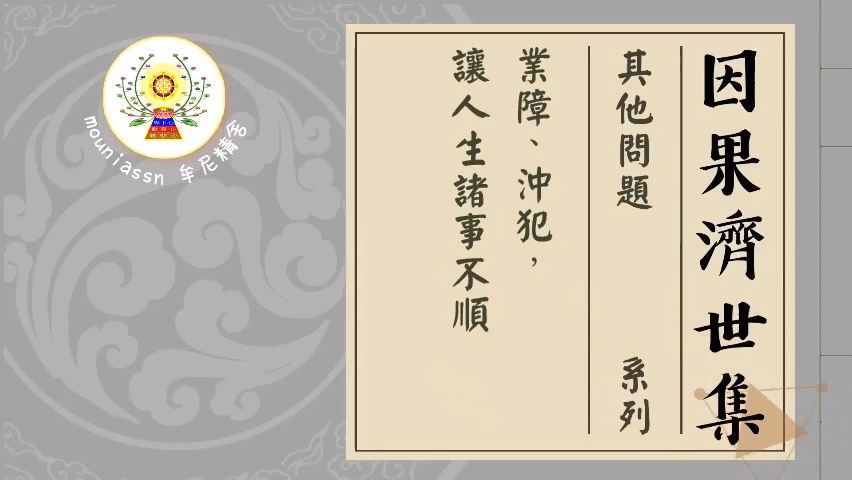 因果濟世集
其他問題 系列
業障、沖犯，
讓人生諸事不順
mouniassn 牟尼精舍